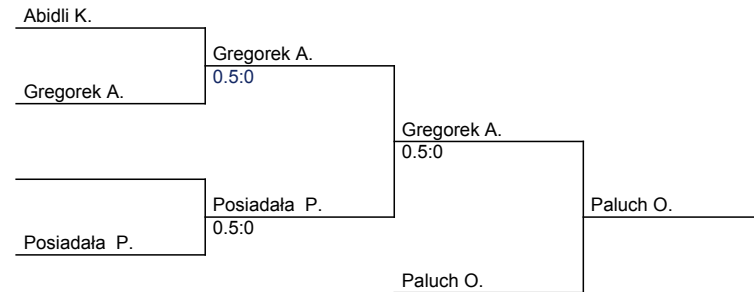 Abidli K.
Gregorek A.
0.5:0
Gregorek A.
Gregorek A.
0.5:0
Posiadała  P.
0.5:0
Paluch O.
Posiadała  P.
Paluch O.